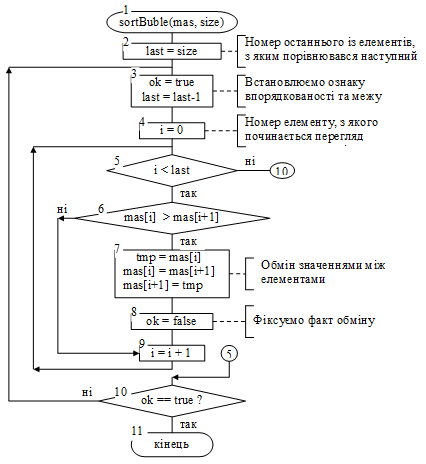 1
sortBuble(mas, size)
2
last = size
Номер останнього із елементів,
з яким порівнювався наступний
3
ok = true
last = last-1
Встановлюємо ознаку
впорядкованості та межу
4
i = 0
Номер елементу, з якого
починається перегляд
5
i < last
ні
10
так
ні
6
mas[i] > mas[i+1]
так
7
tmp = mas[i]
mas[i] = mas[i+1]
mas[i+1] = tmp
Обмін значеннями між
елементами
8
ok = false
Фіксуємо факт обміну
9
i = i + 1
5
ні
10
ok == true ?
так
11
кінець